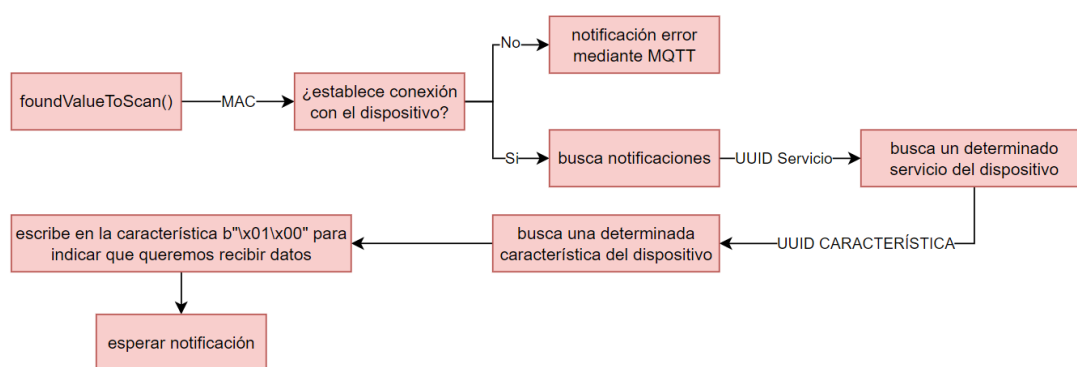 No
notificación error
mediante MQTT
foundValueToScan()
MAC
¿establece conexión
con el dispositivo?
Si
busca notificaciones
UUID Servicio
busca un determinado
servicio del dispositivo
UUID CARACTERÍSTICA
busca una determinada
característica del dispositivo
escribe en la característica b"\x01\x00" para
indicar que queremos recibir datos
esperar notificación